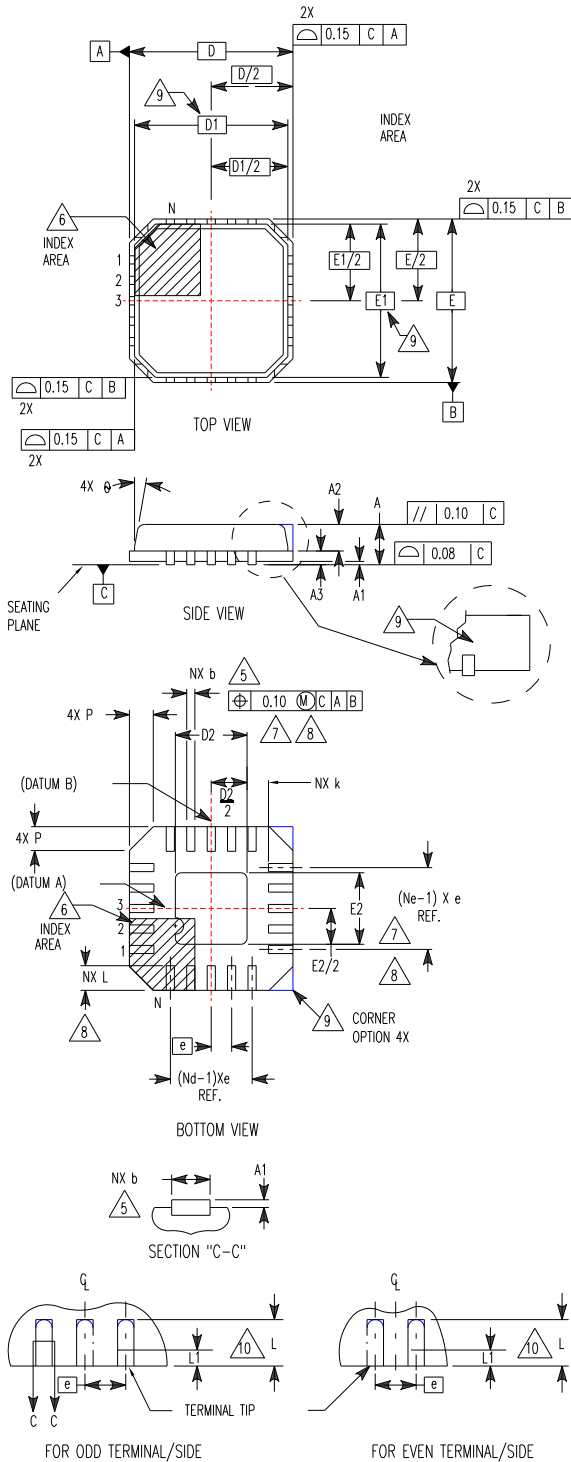 2X
0.15 C A
A
D
D/2
9
D1
INDEX
AREA
D1/2
2X
0.15 C B
N
6
INDEX
AREA
1
2
3
E1/2
E/2
E1
E
9
0.15 C B
2X
B
0.15 C A
2X
TOP VIEW
4X θ
A2
A
// 0.10 C
0.08 C
C
A3
A1
SEATING
PLANE
SIDE VIEW
9
NX b
5
0.10 M C A B
4X P
D2
7
8
(DATUM B)
D2
2
NX k
4X P
(DATUM A)
6
INDEX
AREA
3
2
1
E2
(Ne-1) X e
REF.
7
E2/2
8
NX L
8
N
9
CORNER
OPTION 4X
e
(Nd-1)Xe
REF.
BOTTOM VIEW
NX b
A1
5
SECTION "C-C"
CL
CL
10
L
L1
10
L
L1
e
e
C C
TERMINAL TIP
FOR ODD TERMINAL/SIDE
FOR EVEN TERMINAL/SIDE